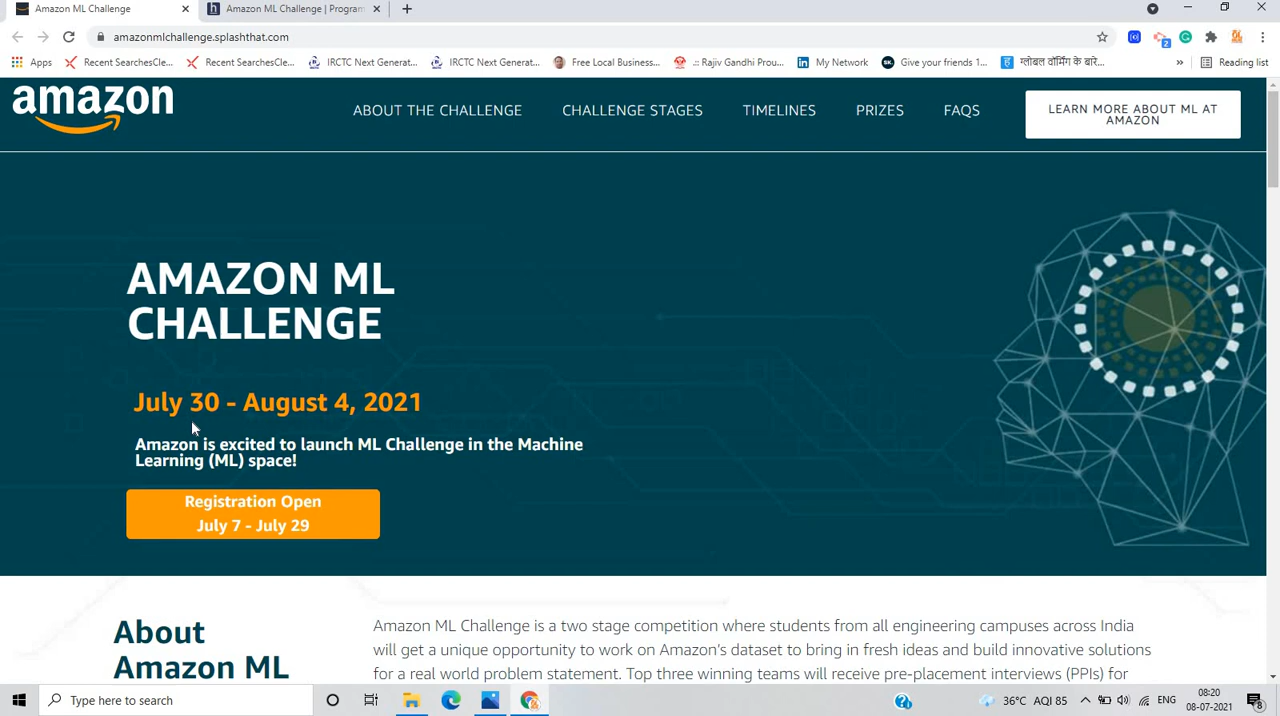 Amazon ML Challenge
Amazon ML Challenge | Program
amazonmlchallenge.splashthat.com
2
Apps
Recent SearchesCle...
Recent SearchesCle...
IRCTC Next Generat...
IRCTC Next Generat...
Free Local Business...
.:: Rajiv Gandhi Prou...
My Network
Give your friends 1...
ग्लोबल वॉर्मिंग के बारे...
»
Reading list
amazon
ABOUT THE CHALLENGE
CHALLENGE STAGES
TIMELINES
PRIZES
FAQS
LEARN MORE ABOUT ML AT
AMAZON
AMAZON ML
CHALLENGE
July 30 - August 4, 2021
Amazon is excited to launch ML Challenge in the Machine
Learning (ML) space!
Registration Open
July 7 - July 29
About
Amazon ML
Amazon ML Challenge is a two stage competition where students from all engineering campuses across India
will get a unique opportunity to work on Amazon's dataset to bring in fresh ideas and build innovative solutions
for a real world problem statement. Top three winning teams will receive pre-placement interviews (PPIs) for
Type here to search
36°C AQI 85
ENG
08:20
08-07-2021
8